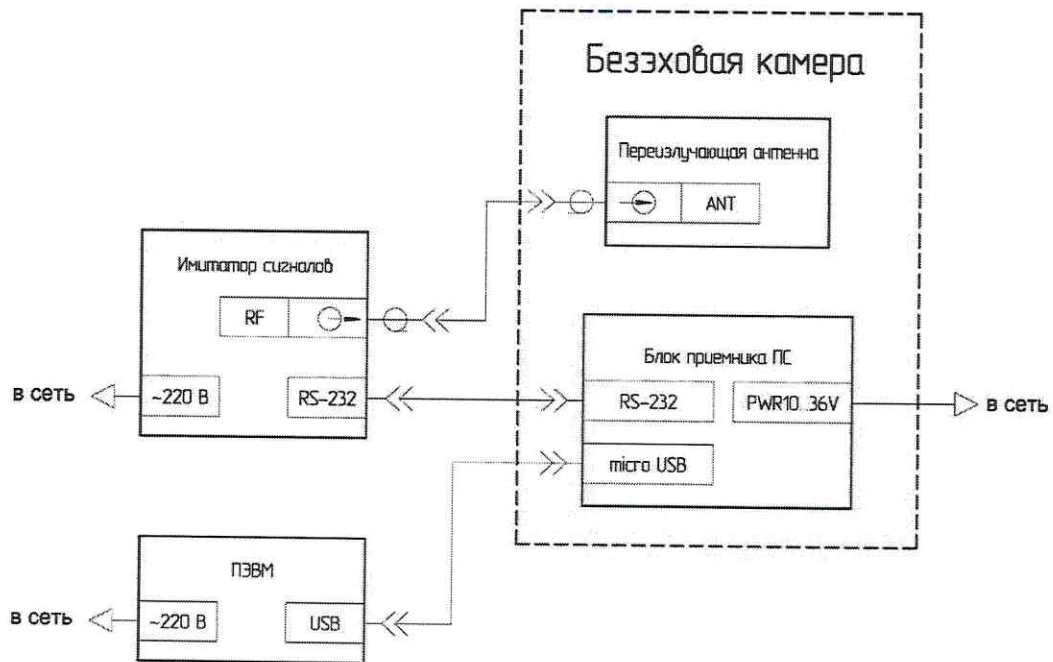 Безэховая камера
Переизлучающая антенна
ANT
Имитатор сигналов
RF
~220 В
RS-232
в сеть
Блок приемника ПС
RS-232
PWR10..36V
micro USB
в сеть
ПЭВМ
~220 В
USB
в сеть